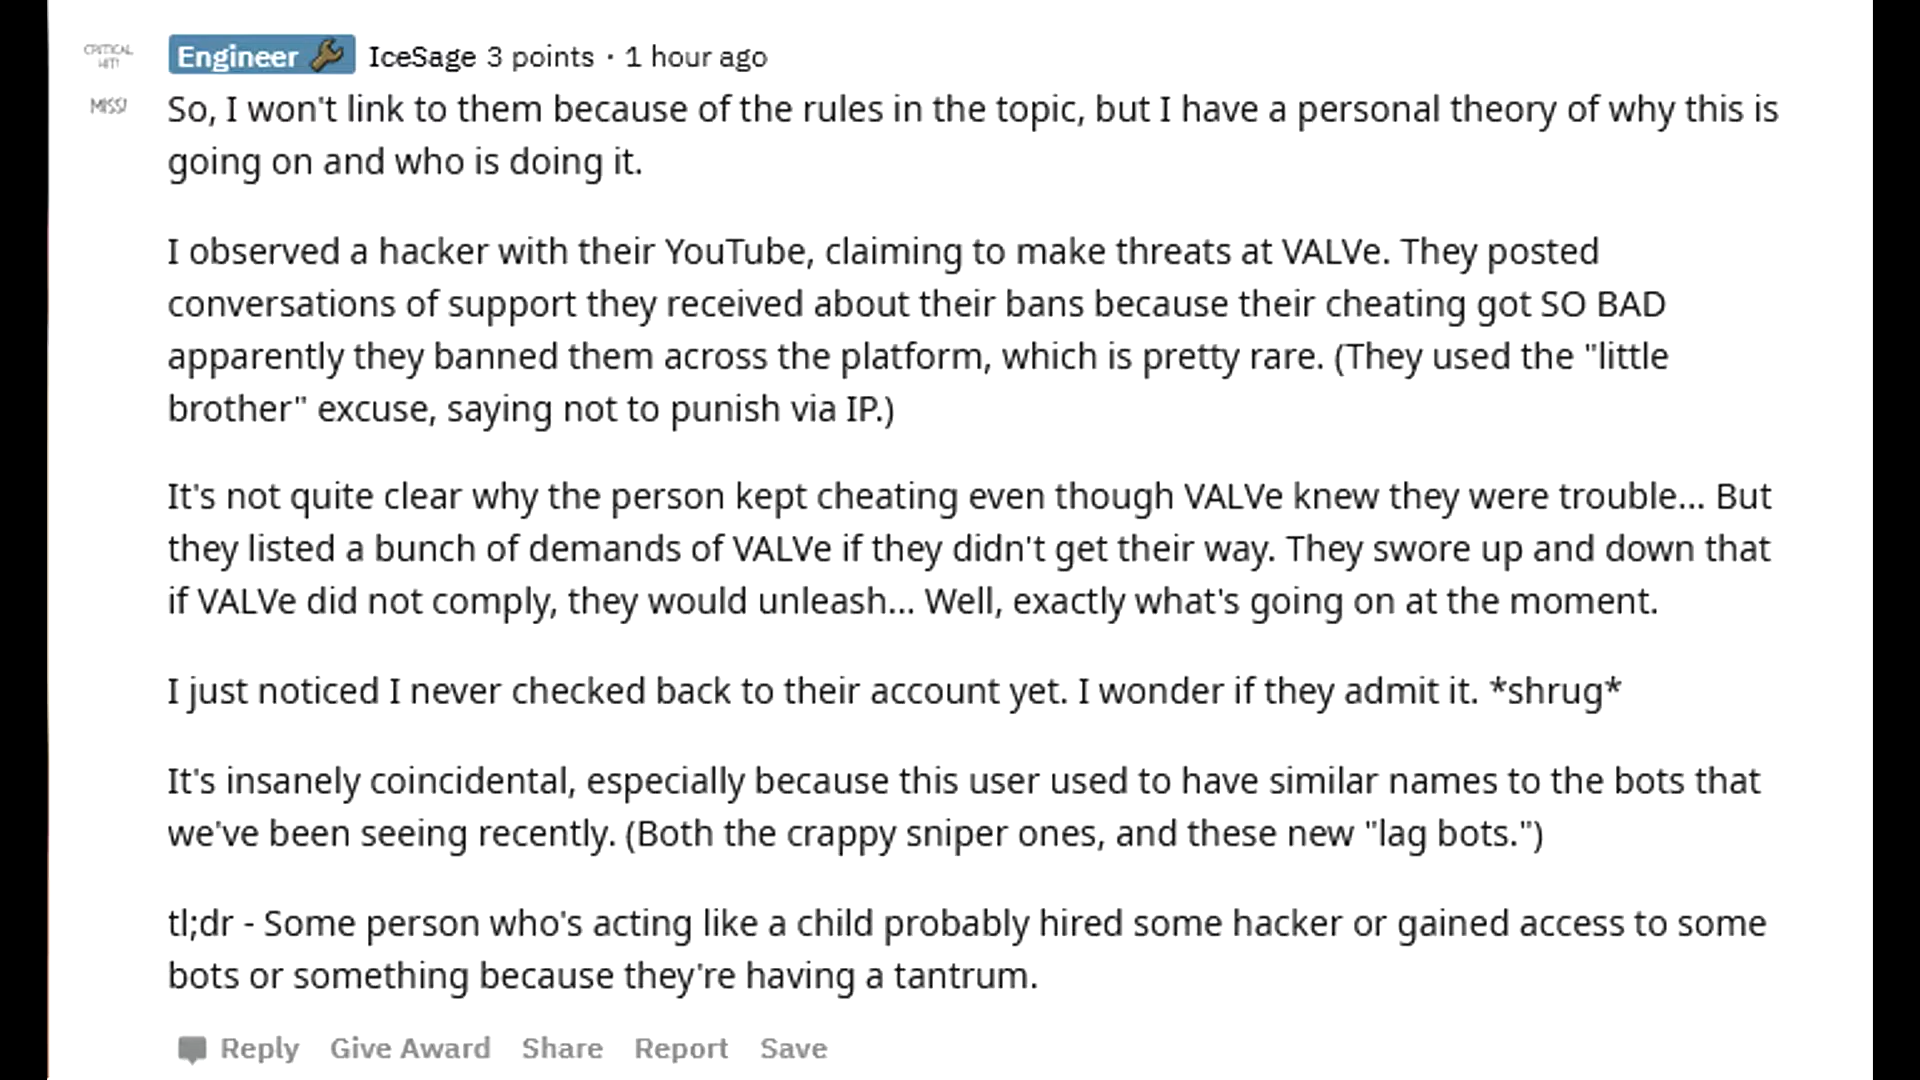 CRITICAL
HIT!
Engineer IceSage 3 points · 1 hour ago
MISS!
So, I won't link to them because of the rules in the topic, but I have a personal theory of why this is
going on and who is doing it.
I observed a hacker with their YouTube, claiming to make threats at VALVe. They posted
conversations of support they received about their bans because their cheating got SO BAD
apparently they banned them across the platform, which is pretty rare. (They used the "little
brother" excuse, saying not to punish via IP.)
It's not quite clear why the person kept cheating even though VALVe knew they were trouble... But
they listed a bunch of demands of VALVe if they didn't get their way. They swore up and down that
if VALVe did not comply, they would unleash... Well, exactly what's going on at the moment.
I just noticed I never checked back to their account yet. I wonder if they admit it. *shrug*
It's insanely coincidental, especially because this user used to have similar names to the bots that
we've been seeing recently. (Both the crappy sniper ones, and these new "lag bots.")
tl;dr - Some person who's acting like a child probably hired some hacker or gained access to some
bots or something because they're having a tantrum.
Reply Give Award Share Report Save